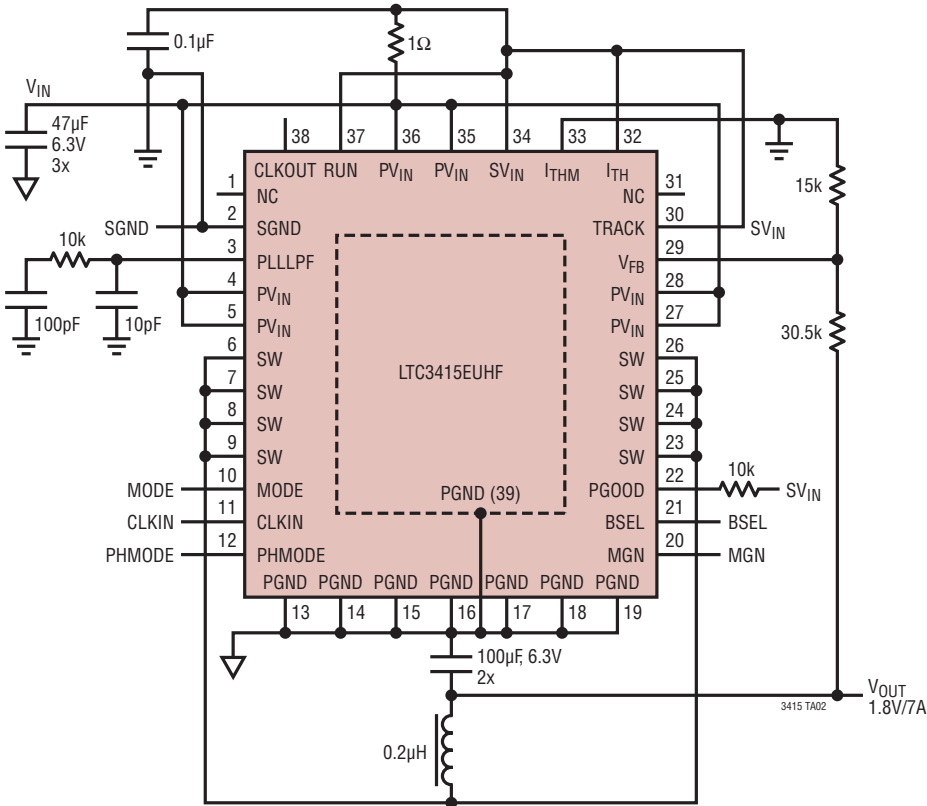 0.1µF
1Ω
VIN
47µF
6.3V
3x
38 37 36 35 34 33 32
CLKOUT RUN PVIN PVIN SVIN ITHM ITH
1
NC
NC
31
15k
SGND
2
SGND
TRACK
30
SVIN
10k
3
PLLLPF
VFB
29
100pF
10pF
4
PVIN
PVIN
28
5
PVIN
PVIN
27
30.5k
6
SW
SW
26
LTC3415EUHF
7
SW
SW
25
8
SW
SW
24
9
SW
SW
23
MODE
10
MODE
PGND (39)
PGOOD
22
10k
SVIN
CLKIN
11
CLKIN
BSEL
21
BSEL
PHMODE
12
PHMODE
MGN
20
MGN
PGND PGND PGND PGND PGND PGND PGND
13 14 15 16 17 18 19
100µF, 6.3V
2x
VOUT
1.8V/7A
3415 TA02
0.2µH